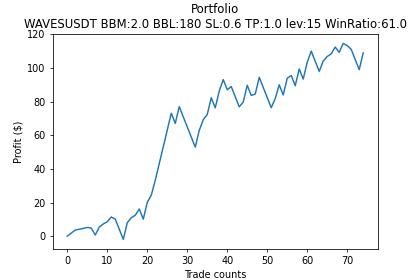 Portfolio
WAVESUSDT BBM:2.0 BBL:180 SL:0.6 TP:1.0 lev:15 WinRatio:61.0
Profit ($)
120
100
80
60
40
20
0
0 10 20 30 40 50 60 70
Trade counts